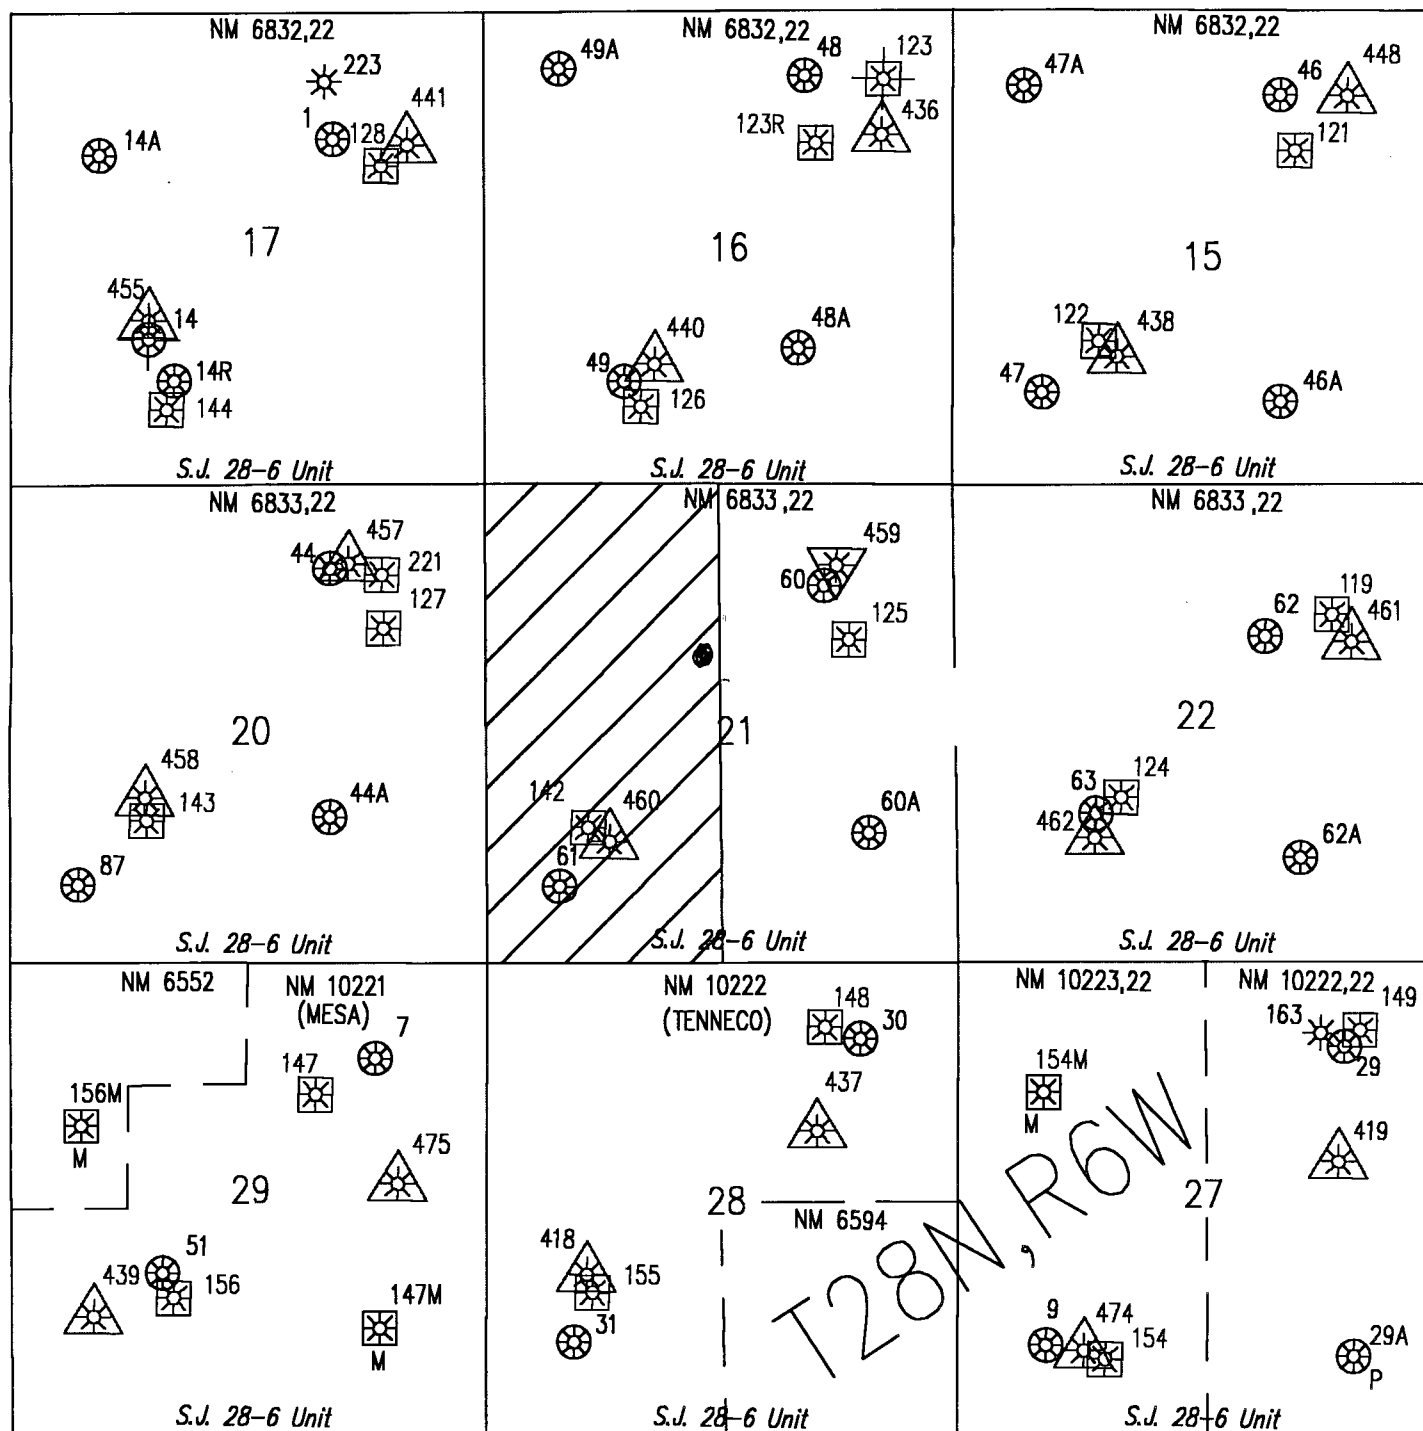 NM 6832,22
223
1
128
441
14A
17
455
14
14R
144
S.J. 28-6 Unit
NM 6832,22
49A
48
123
123R
436
16
440
49
126
48A
S.J. 28-6 Unit
NM 6832,22
47A
46
448
121
15
122
438
47
46A
S.J. 28-6 Unit
NM 6833,22
44
457
221
127
20
458
143
44A
87
S.J. 28-6 Unit
NM 6833,22
459
60
125
21
142
460
61
60A
S.J. 28-6 Unit
NM 6833,22
62
119
461
22
63
124
462
62A
S.J. 28-6 Unit
NM 6552
NM 10221
(MESA)
7
147
156M
M
475
29
51
439
156
147M
M
S.J. 28-6 Unit
NM 10222
(TENNECO)
148
30
437
28
NM 6594
418
155
31
S.J. 28-6 Unit
T28N,R6W
NM 10223,22
NM 10222,22
149
163
29
154M
M
419
27
9
474
154
29A
P
S.J. 28-6 Unit